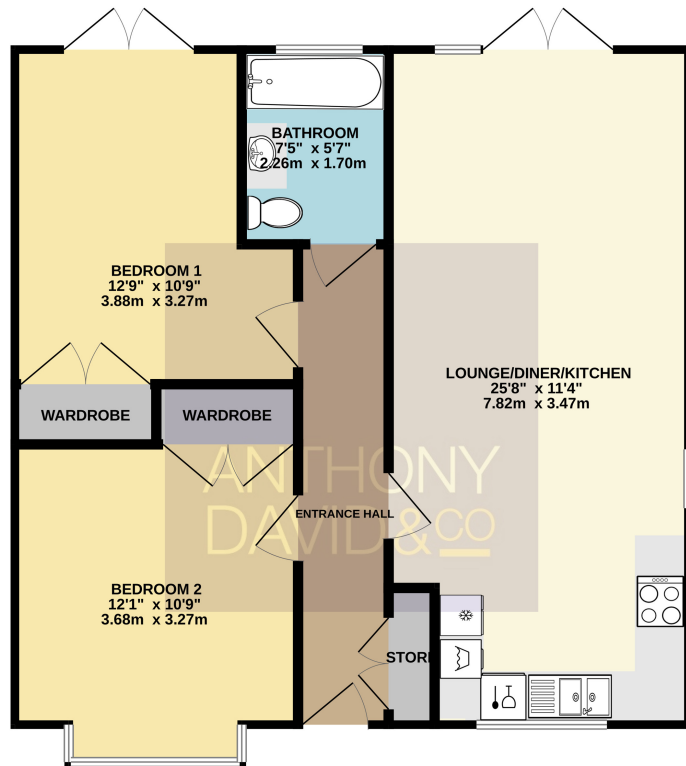 BATHROOM
7'5" x 5'7"
2.26m x 1.70m
BEDROOM 1
12'9" x 10'9"
3.88m x 3.27m
LOUNGE/DINER/KITCHEN
25'8" x 11'4"
7.82m x 3.47m
WARDROBE
WARDROBE
ANTHONY
DAVID&CO
ENTRANCE HALL
BEDROOM 2
12'1" x 10'9"
3.68m x 3.27m
STORE